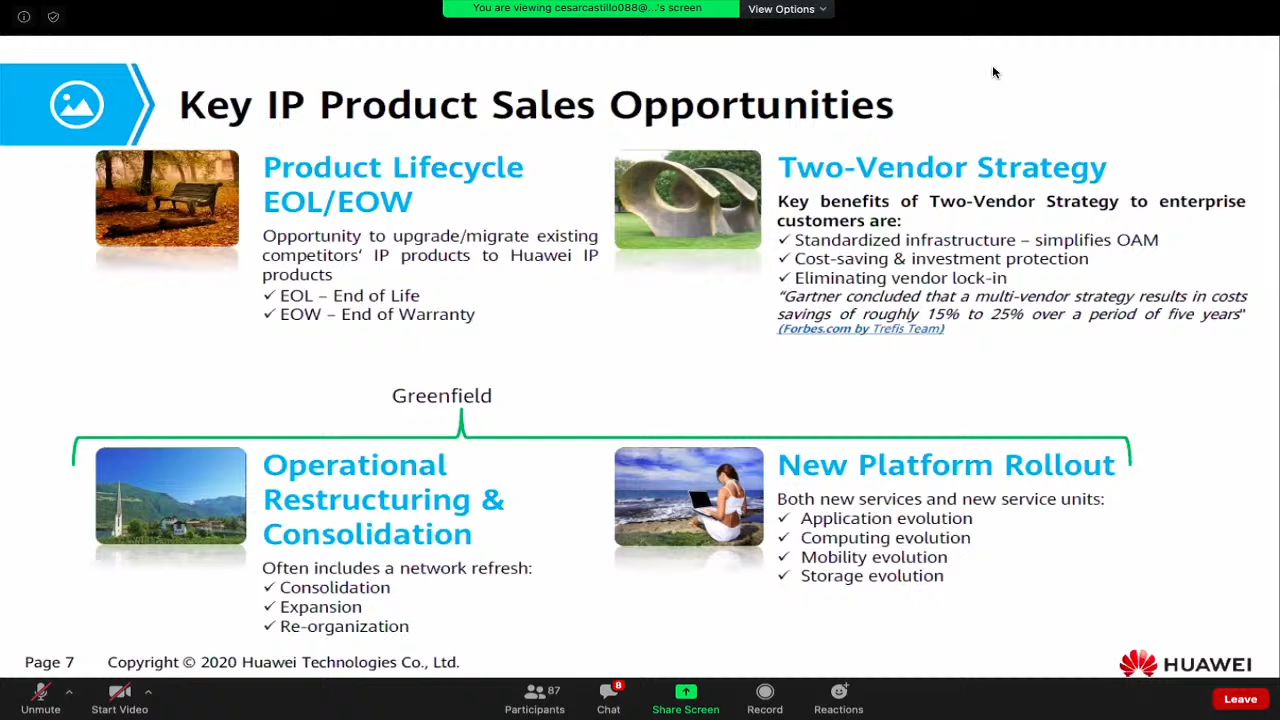 You are viewing cesarcastillo088@...'s screen
View Options
Key IP Product Sales Opportunities
Product Lifecycle
EOL/EOW
Opportunity to upgrade/migrate existing
competitors' IP products to Huawei IP
products
✓ EOL – End of Life
✓ EOW – End of Warranty
Two-Vendor Strategy
Key benefits of Two-Vendor Strategy to enterprise
customers are:
✓ Standardized infrastructure – simplifies OAM
✓ Cost-saving & investment protection
✓ Eliminating vendor lock-in
“Gartner concluded that a multi-vendor strategy results in costs
savings of roughly 15% to 25% over a period of five years"
(Forbes.com by Trefis Team)
Greenfield
Operational
Restructuring &
Consolidation
Often includes a network refresh:
✓ Consolidation
✓ Expansion
✓ Re-organization
New Platform Rollout
Both new services and new service units:
✓ Application evolution
✓ Computing evolution
✓ Mobility evolution
✓ Storage evolution
Page 7 Copyright © 2020 Huawei Technologies Co., Ltd.
HUAWEI
Unmute
Start Video
87
Participants
8
Chat
Share Screen
Record
Reactions
Leave